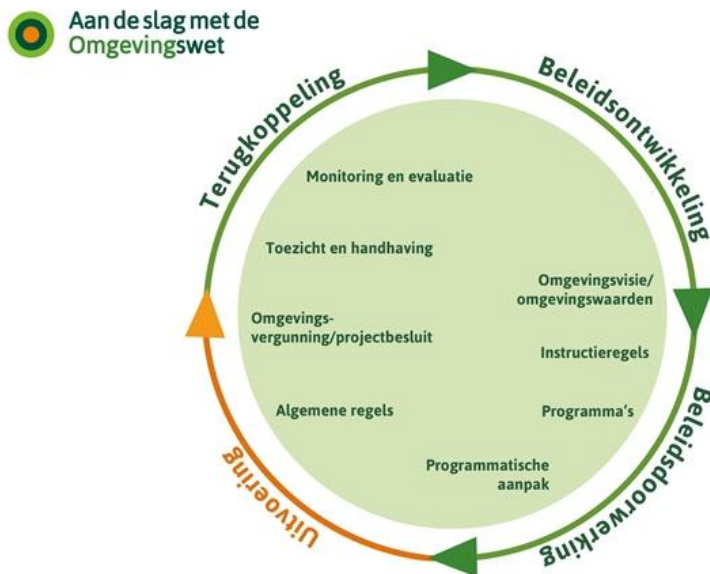 Aan de slag met de
Omgevingswet
Beleidsontwikkeling
Terugkoppeling
Monitoring en evaluatie
Toezicht en handhaving
Omgevingsvisie/
omgevingswaarden
Omgevings-
vergunning/projectbesluit
Instructieregels
Algemene regels
Programma's
Programmatische
aanpak
Beleidsdoorwerking
Uitvoering